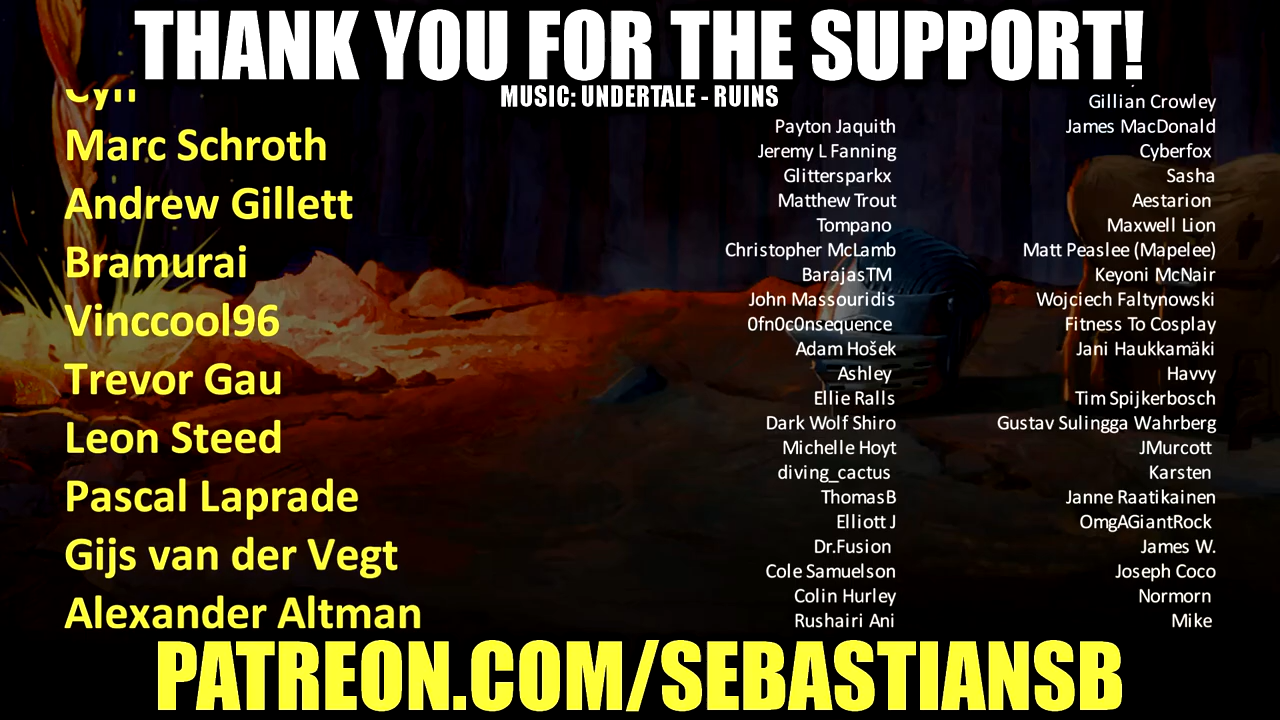 THANK YOU FOR THE SUPPORT!
MUSIC: UNDERTALE - RUINS
Marc Schroth
Andrew Gillett
Bramurai
Vinccool96
Trevor Gau
Leon Steed
Pascal Laprade
Gijs van der Vegt
Alexander Altman
Payton Jaquith
Jeremy L Fanning
Glittersparkx
Matthew Trout
Tompano
Christopher McLamb
BarajasTM
John Massouridis
0fn0c0nsequence
Adam Hošek
Ashley
Ellie Ralls
Dark Wolf Shiro
Michelle Hoyt
diving_cactus
ThomasB
Elliott J
Dr.Fusion
Cole Samuelson
Colin Hurley
Rushairi Ani
Gillian Crowley
James MacDonald
Cyberfox
Sasha
Aestarion
Maxwell Lion
Matt Peaslee (Mapelee)
Keyoni McNair
Wojciech Faltynowski
Fitness To Cosplay
Jani Haukkamäki
Havvy
Tim Spijkerbosch
Gustav Sulingga Wahrberg
JMurcott
Karsten
Janne Raatikainen
OmgAGiantRock
James W.
Joseph Coco
Normorn
Mike
PATREON.COM/SEBASTIANSB